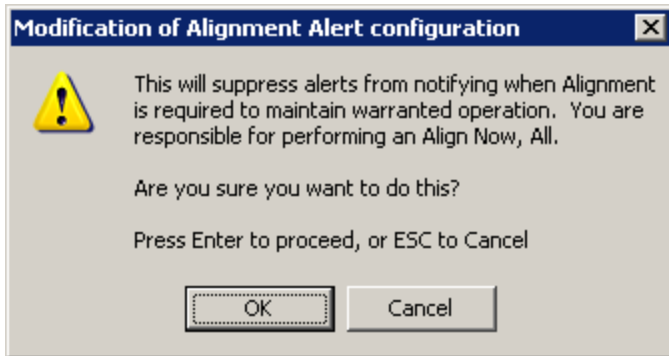 Modification of Alignment Alert configuration
This will suppress alerts from notifying when Alignment
is required to maintain warranted operation.  You are
responsible for performing an Align Now, All.
Are you sure you want to do this?
Press Enter to proceed, or ESC to Cancel
OK
Cancel